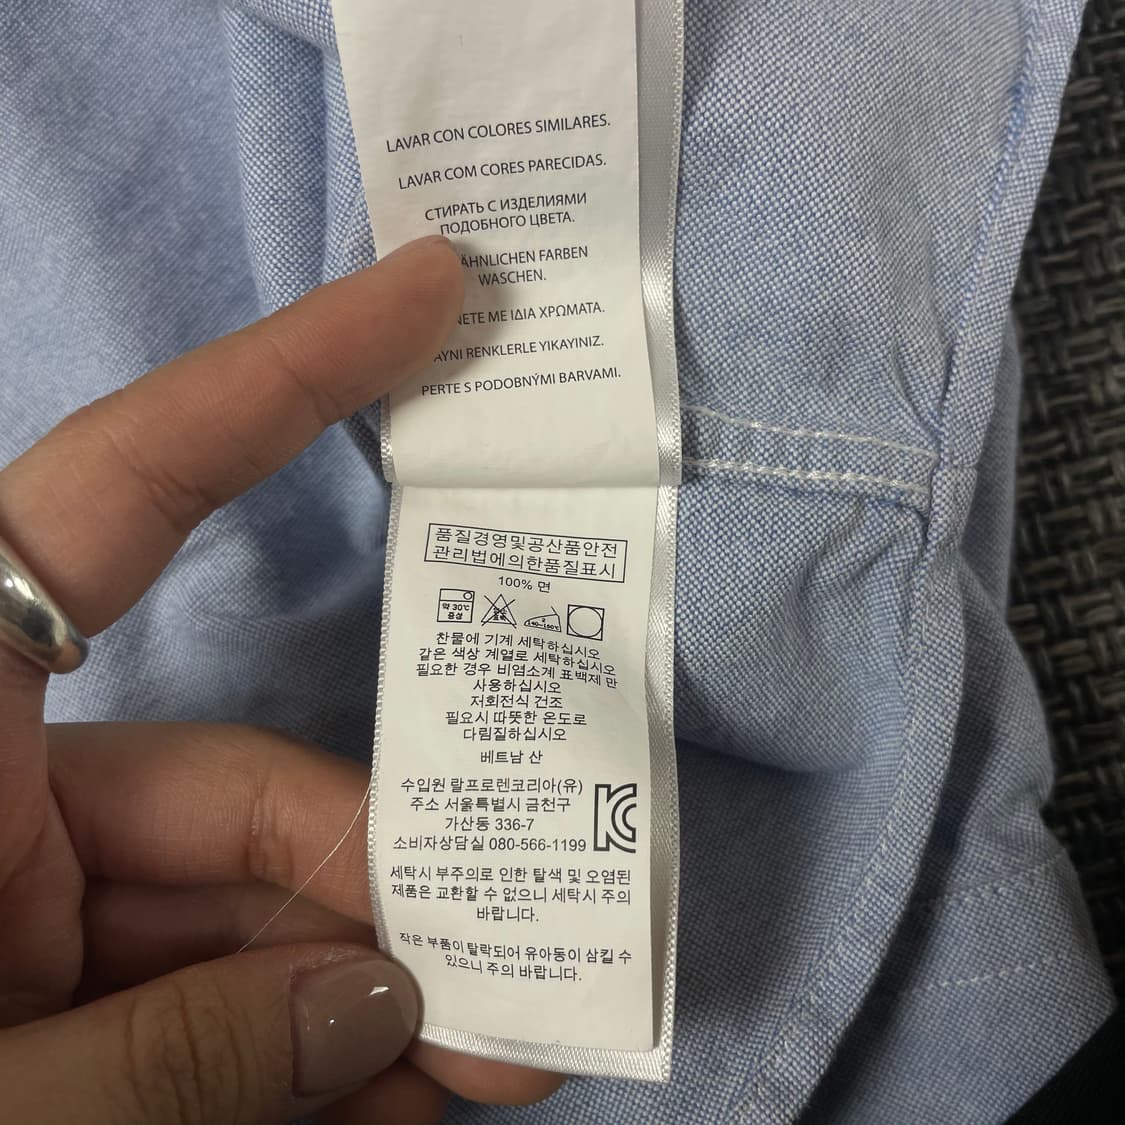 LAVAR CON COLORES SIMILARES.
LAVAR COM CORES PARECIDAS.
СТИРАТЬ С ИЗДЕЛИЯМИ
ПОДОБНОГО ЦВЕТА.
ÄHNLICHEN FARBEN
WASCHEN.
ΜΕ ΙΔΙΑ ΧΡΩΜΑΤΑ.
AYNI RENKLERLE YIKAYINIZ.
PERTE S PODOBNÝMI BARVAMI.
품질경영및공산품안전
관리법에의한품질표시
100% 면
약 30℃
중성
찬물에 기계 세탁하십시오
같은 색상 계열로 세탁하십시오
필요한 경우 비염소계 표백제 만
사용하십시오
저회전식 건조
필요시 따뜻한 온도로
다림질하십시오
베트남 산
수입원 랄프로렌코리아(유)
주소 서울특별시 금천구
가산동 336-7
소비자상담실 080-566-1199
KC
세탁시 부주의로 인한 탈색 및 오염된
제품은 교환할 수 없으니 세탁시 주의
바랍니다.
작은 부품이 탈락되어 유아동이 삼킬 수
있으니 주의 바랍니다.